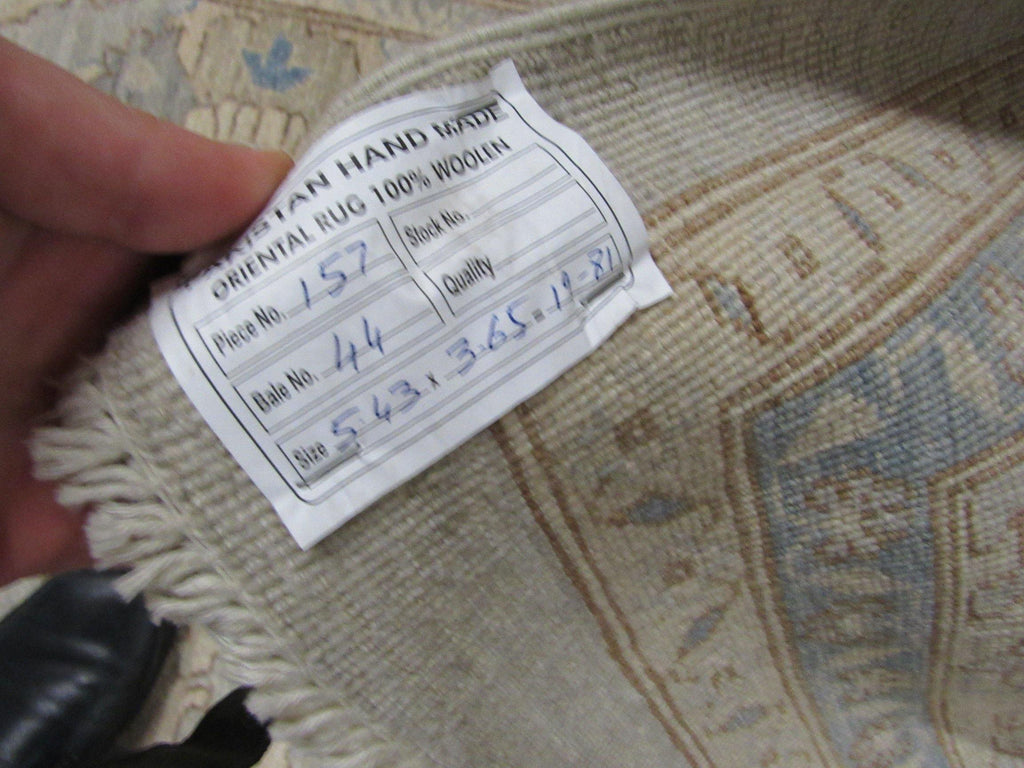 HAND MADE
ORIENTAL RUG 100% WOOLEN
Piece No. 157
Stock No.
Bale No. 44
Quality
Size 5.43 x 3.65 = 19-81